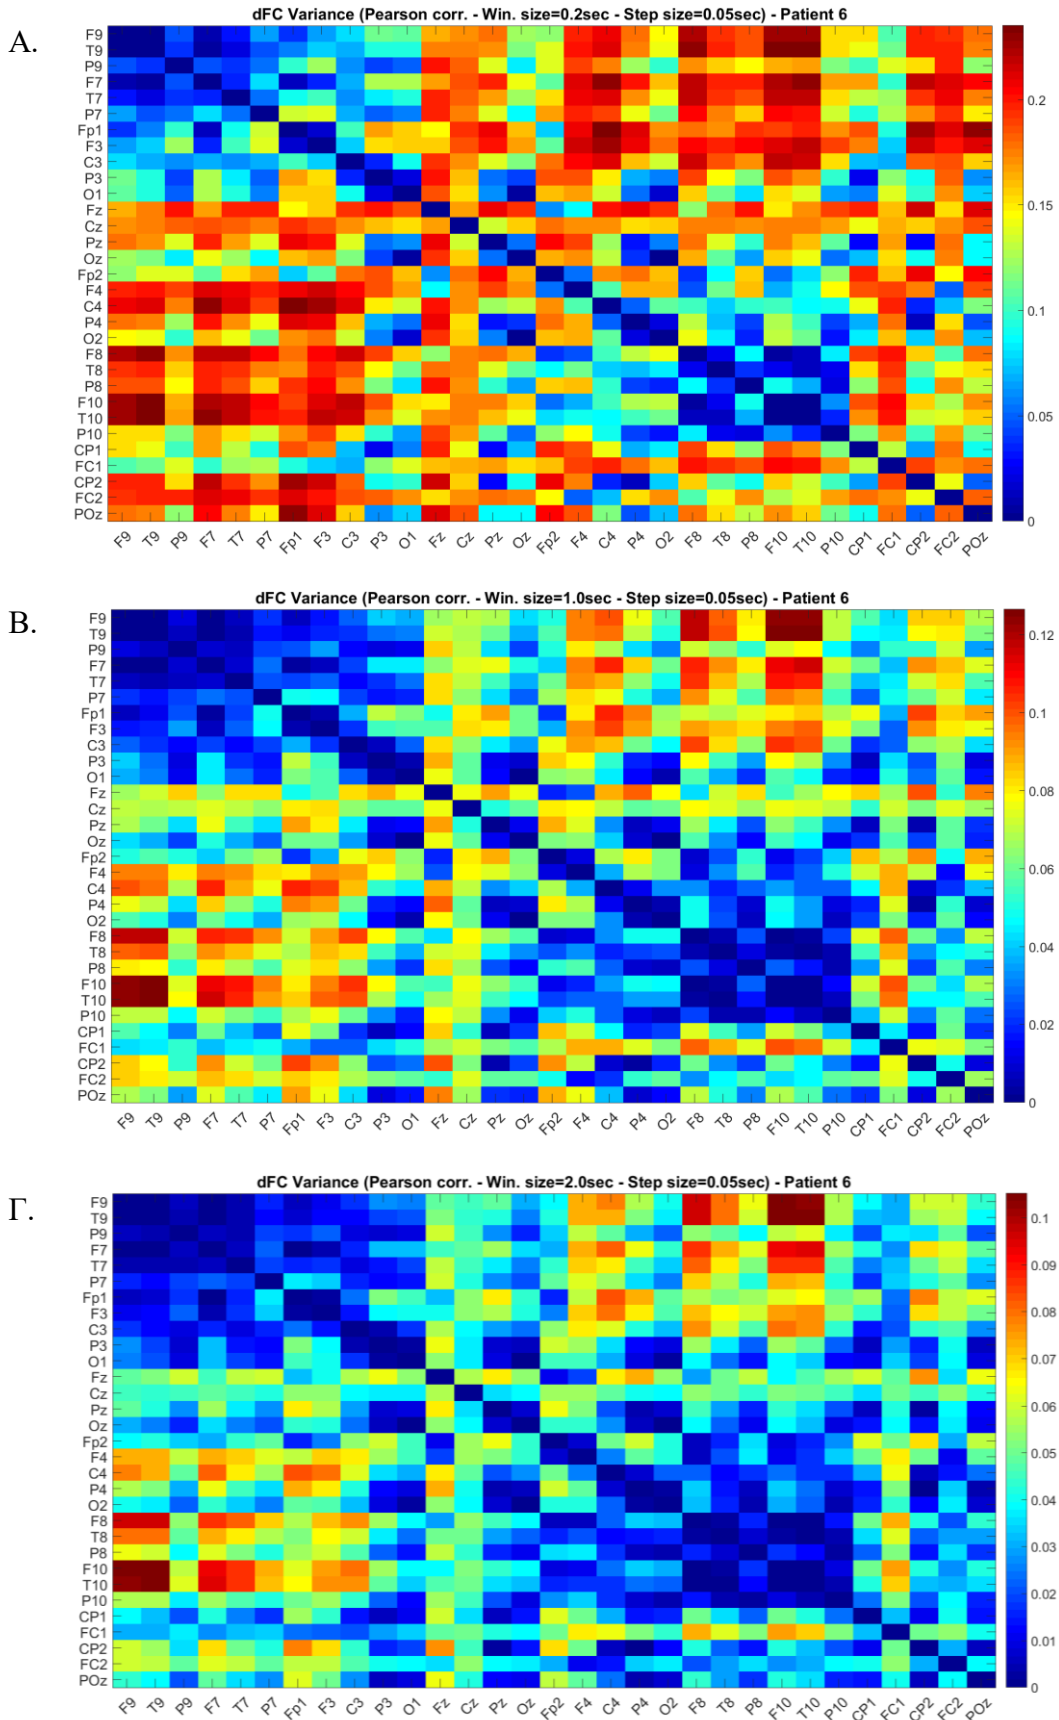 dFC Variance (Pearson corr. - Win. size=0.2sec - Step size=0.05sec) - Patient 6
Α.
F9
T9
P9
F7
T7
P7
Fp1
F3
C3
P3
O1
Fz
Cz
Pz
Oz
Fp2
F4
C4
P4
O2
F8
T8
P8
F10
T10
P10
CP1
FC1
CP2
FC2
POz
F9 T9 P9 F7 T7 P7 Fp1 F3 C3 P3 O1 Fz Cz Pz Oz Fp2 F4 C4 P4 O2 F8 T8 P8 F10 T10 P10 CP1 FC1 CP2 FC2 POz
0.2
0.15
0.1
0.05
0
dFC Variance (Pearson corr. - Win. size=1.0sec - Step size=0.05sec) - Patient 6
Β.
F9
T9
P9
F7
T7
P7
Fp1
F3
C3
P3
O1
Fz
Cz
Pz
Oz
Fp2
F4
C4
P4
O2
F8
T8
P8
F10
T10
P10
CP1
FC1
CP2
FC2
POz
F9 T9 P9 F7 T7 P7 Fp1 F3 C3 P3 O1 Fz Cz Pz Oz Fp2 F4 C4 P4 O2 F8 T8 P8 F10 T10 P10 CP1 FC1 CP2 FC2 POz
0.12
0.1
0.08
0.06
0.04
0.02
0
dFC Variance (Pearson corr. - Win. size=2.0sec - Step size=0.05sec) - Patient 6
Γ.
F9
T9
P9
F7
T7
P7
Fp1
F3
C3
P3
O1
Fz
Cz
Pz
Oz
Fp2
F4
C4
P4
O2
F8
T8
P8
F10
T10
P10
CP1
FC1
CP2
FC2
POz
F9 T9 P9 F7 T7 P7 Fp1 F3 C3 P3 O1 Fz Cz Pz Oz Fp2 F4 C4 P4 O2 F8 T8 P8 F10 T10 P10 CP1 FC1 CP2 FC2 POz
0.1
0.09
0.08
0.07
0.06
0.05
0.04
0.03
0.02
0.01
0